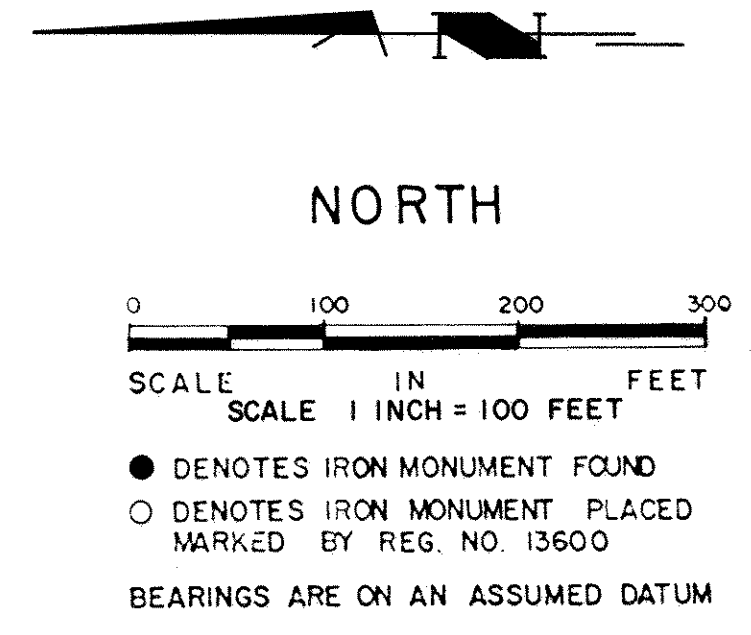 N
NORTH
0 100 200 300
SCALE IN FEET
SCALE 1 INCH = 100 FEET
● DENOTES IRON MONUMENT FOUND
○ DENOTES IRON MONUMENT PLACED
MARKED BY REG. NO. 13600
BEARINGS ARE ON AN ASSUMED DATUM